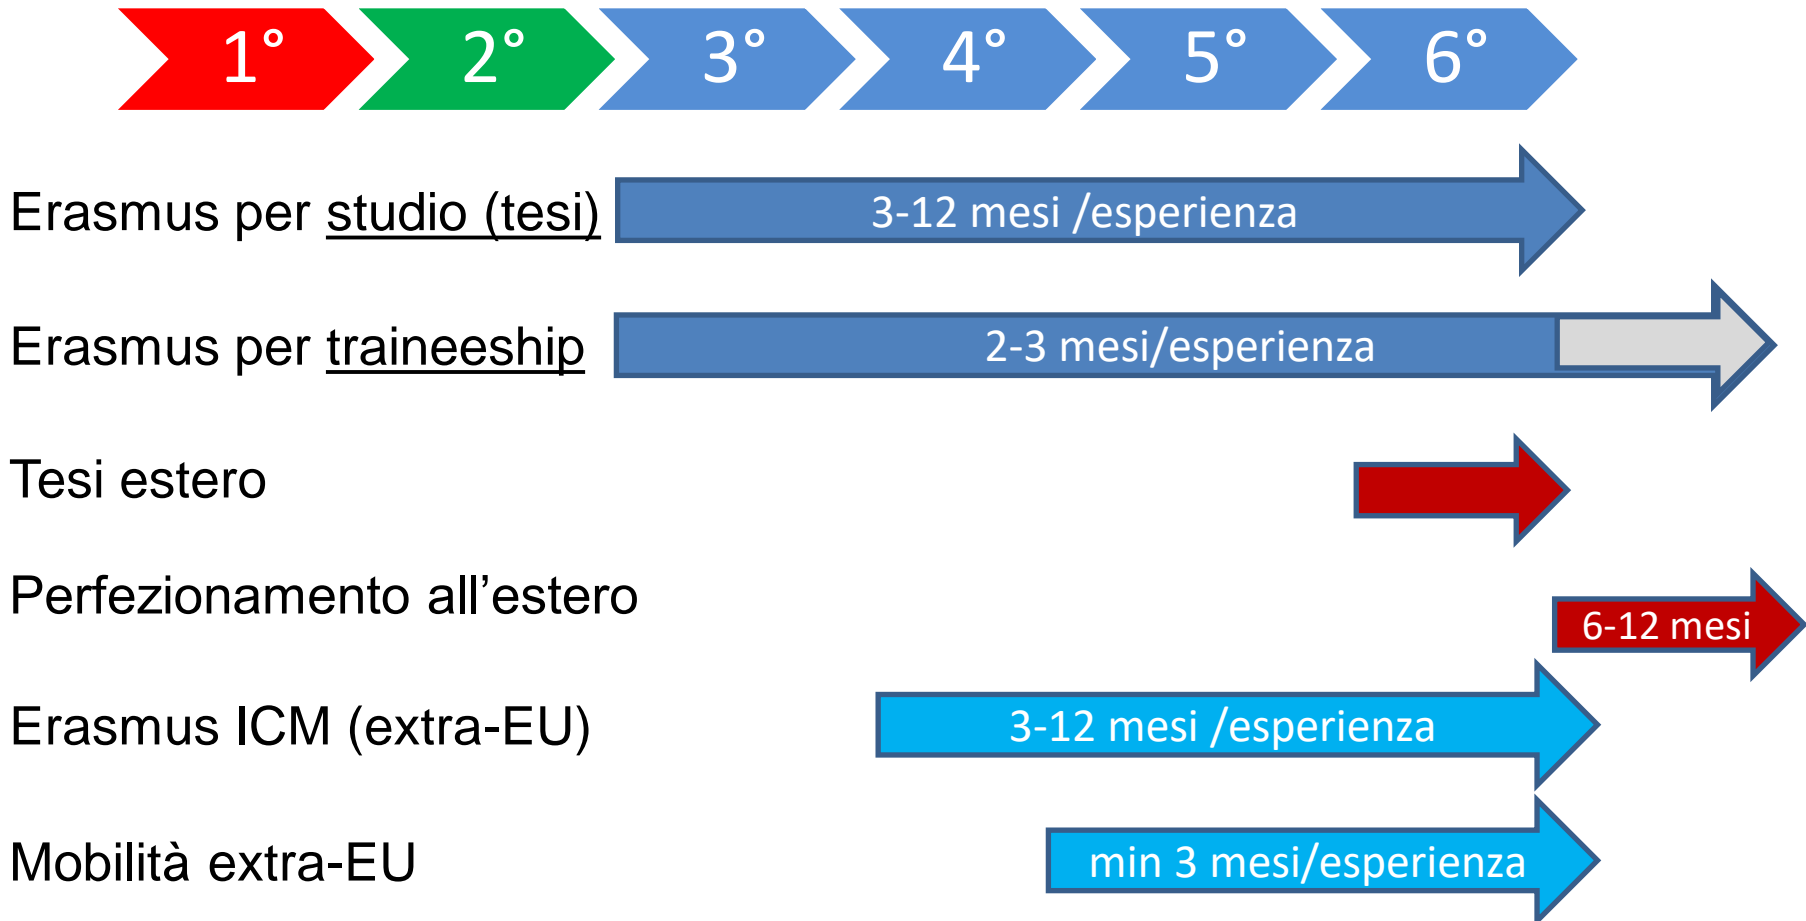 1° 2° 3° 4° 5° 6°
Erasmus per studio (tesi) 3-12 mesi /esperienza
Erasmus per traineeship 2-3 mesi/esperienza
Tesi estero
Perfezionamento all’estero 6-12 mesi
Erasmus ICM (extra-EU) 3-12 mesi /esperienza
Mobilità extra-EU min 3 mesi/esperienza